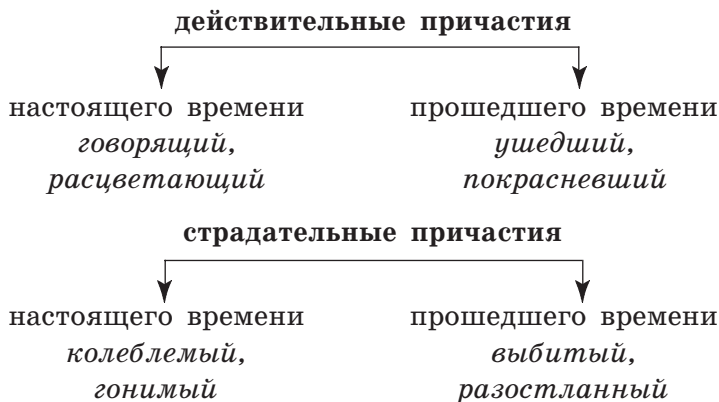 действительные причастия
настоящего времени прошедшего времени
говорящий, ушедший,
расцветающий покрасневший
страдательные причастия
настоящего времени прошедшего времени
колеблемый, выбитый,
гонимый разостланный